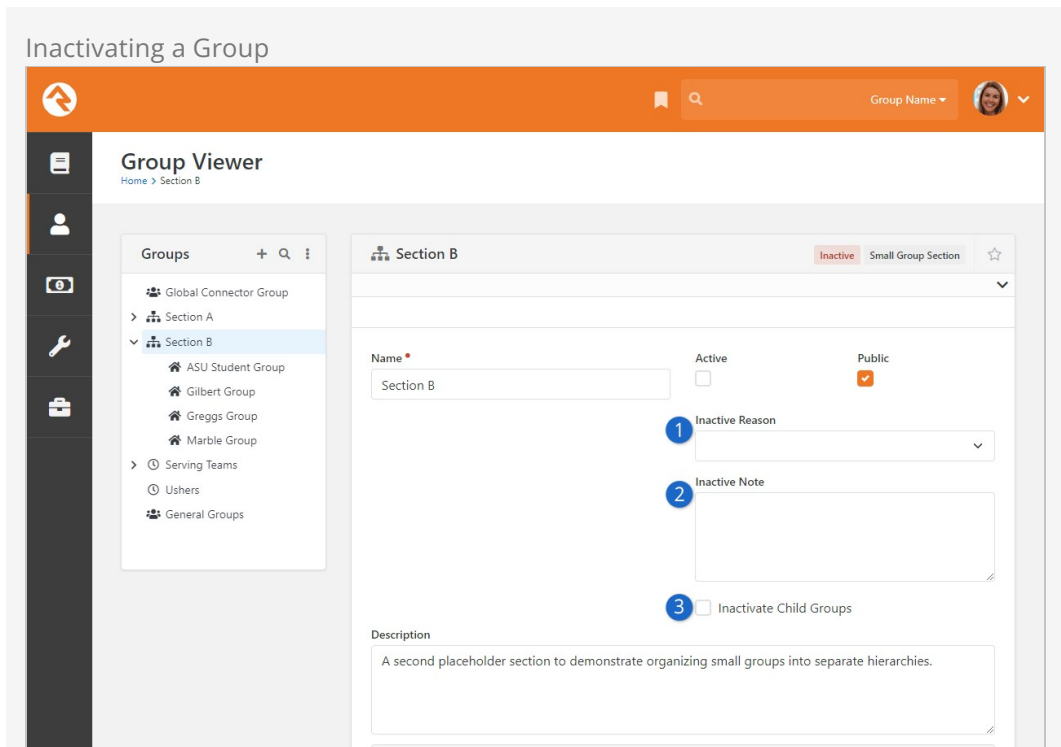 Inactivating a Group
Group Name
Group Viewer
Home > Section B
Groups
Global Connector Group
Section A
Section B
ASU Student Group
Gilbert Group
Greggs Group
Marble Group
Serving Teams
Ushers
General Groups
Section B
Inactive Small Group Section
Name
Active
Public
Section B
1 Inactive Reason
2 Inactive Note
3 Inactivate Child Groups
Description
A second placeholder section to demonstrate organizing small groups into separate hierarchies.